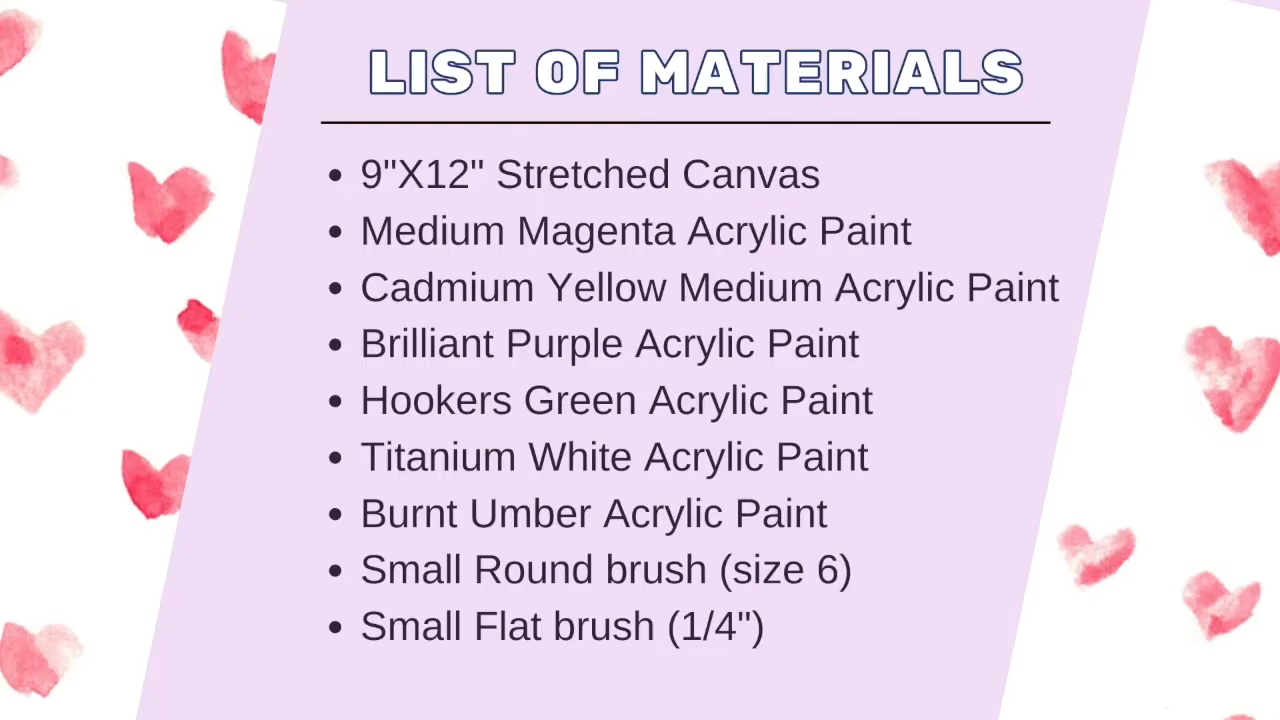 LIST OF MATERIALS
• 9"X12" Stretched Canvas
• Medium Magenta Acrylic Paint
• Cadmium Yellow Medium Acrylic Paint
• Brilliant Purple Acrylic Paint
• Hookers Green Acrylic Paint
• Titanium White Acrylic Paint
• Burnt Umber Acrylic Paint
• Small Round brush (size 6)
• Small Flat brush (1/4")